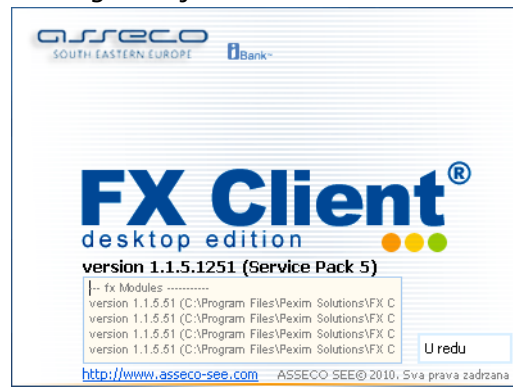 asseco
SOUTH EASTERN EUROPE
iBank™
FX Client®
desktop edition
version 1.1.5.1251 (Service Pack 5)
-- fx Modules -----------
version 1.1.5.51 (C:\Program Files\Pexim Solutions\FX C
version 1.1.5.51 (C:\Program Files\Pexim Solutions\FX C
version 1.1.5.51 (C:\Program Files\Pexim Solutions\FX C
version 1.1.5.51 (C:\Program Files\Pexim Solutions\FX C
U redu
http://www.asseco-see.com ASSECO SEE© 2010. Sva prava zadrzana